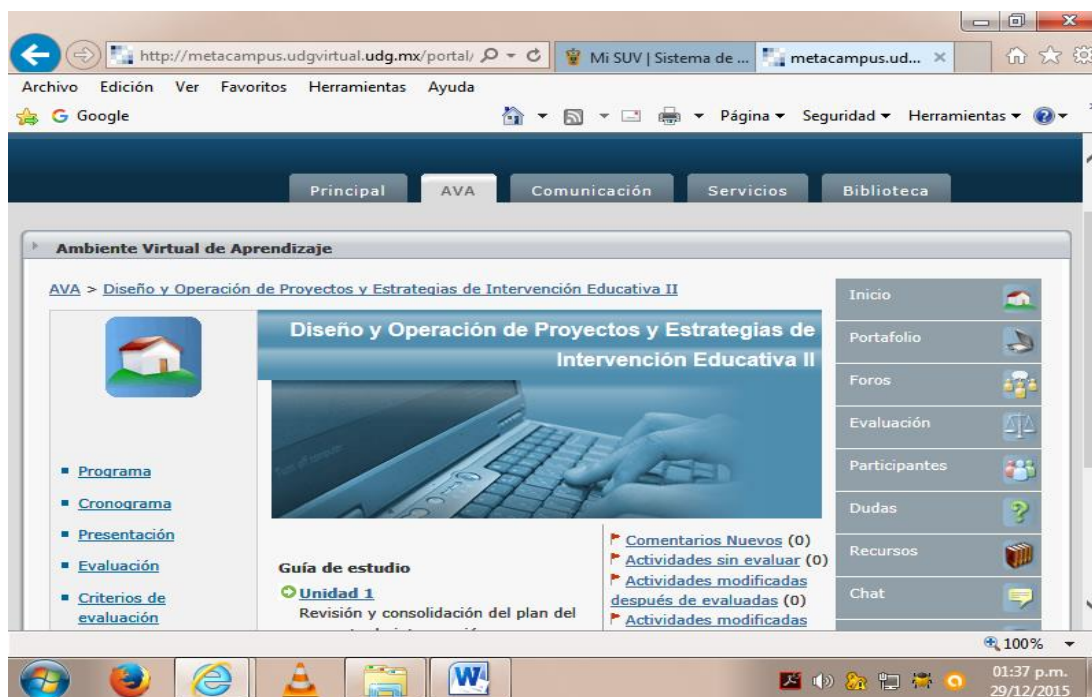 http://metacampus.udgvirtual.udg.mx/portal/
Mi SUV | Sistema de ...
metacampus.ud...
Archivo Edición Ver Favoritos Herramientas Ayuda
Google
Página Seguridad Herramientas
Principal AVA Comunicación Servicios Biblioteca
Ambiente Virtual de Aprendizaje
AVA > Diseño y Operación de Proyectos y Estrategias de Intervención Educativa II
Diseño y Operación de Proyectos y Estrategias de
Intervención Educativa II
Programa
Cronograma
Presentación
Evaluación
Criterios de
evaluación
Guía de estudio
Unidad 1
Revisión y consolidación del plan del
Comentarios Nuevos (0)
Actividades sin evaluar (0)
Actividades modificadas
después de evaluadas (0)
Actividades modificadas
Inicio
Portafolio
Foros
Evaluación
Participantes
Dudas
Recursos
Chat
100%
01:37 p.m.
29/12/2015